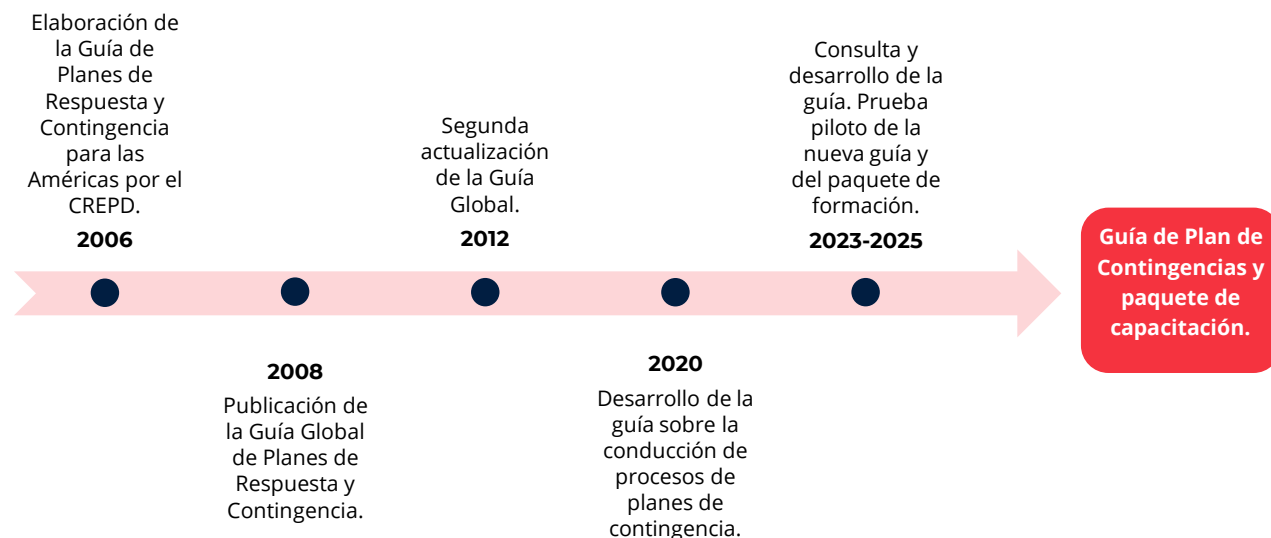 Elaboración de
la Guía de
Planes de
Respuesta y
Contingencia
para las
Américas por el
CREPD.
2006
2008
Publicación de
la Guía Global
de Planes de
Respuesta y
Contingencia.
Segunda
actualización
de la Guía
Global.
2012
2020
Desarrollo de la
guía sobre la
conducción de
procesos de
planes de
contingencia.
Consulta y
desarrollo de la
guía. Prueba
piloto de la
nueva guía y
del paquete de
formación.
2023-2025
Guía de Plan de
Contingencias y
paquete de
capacitación.